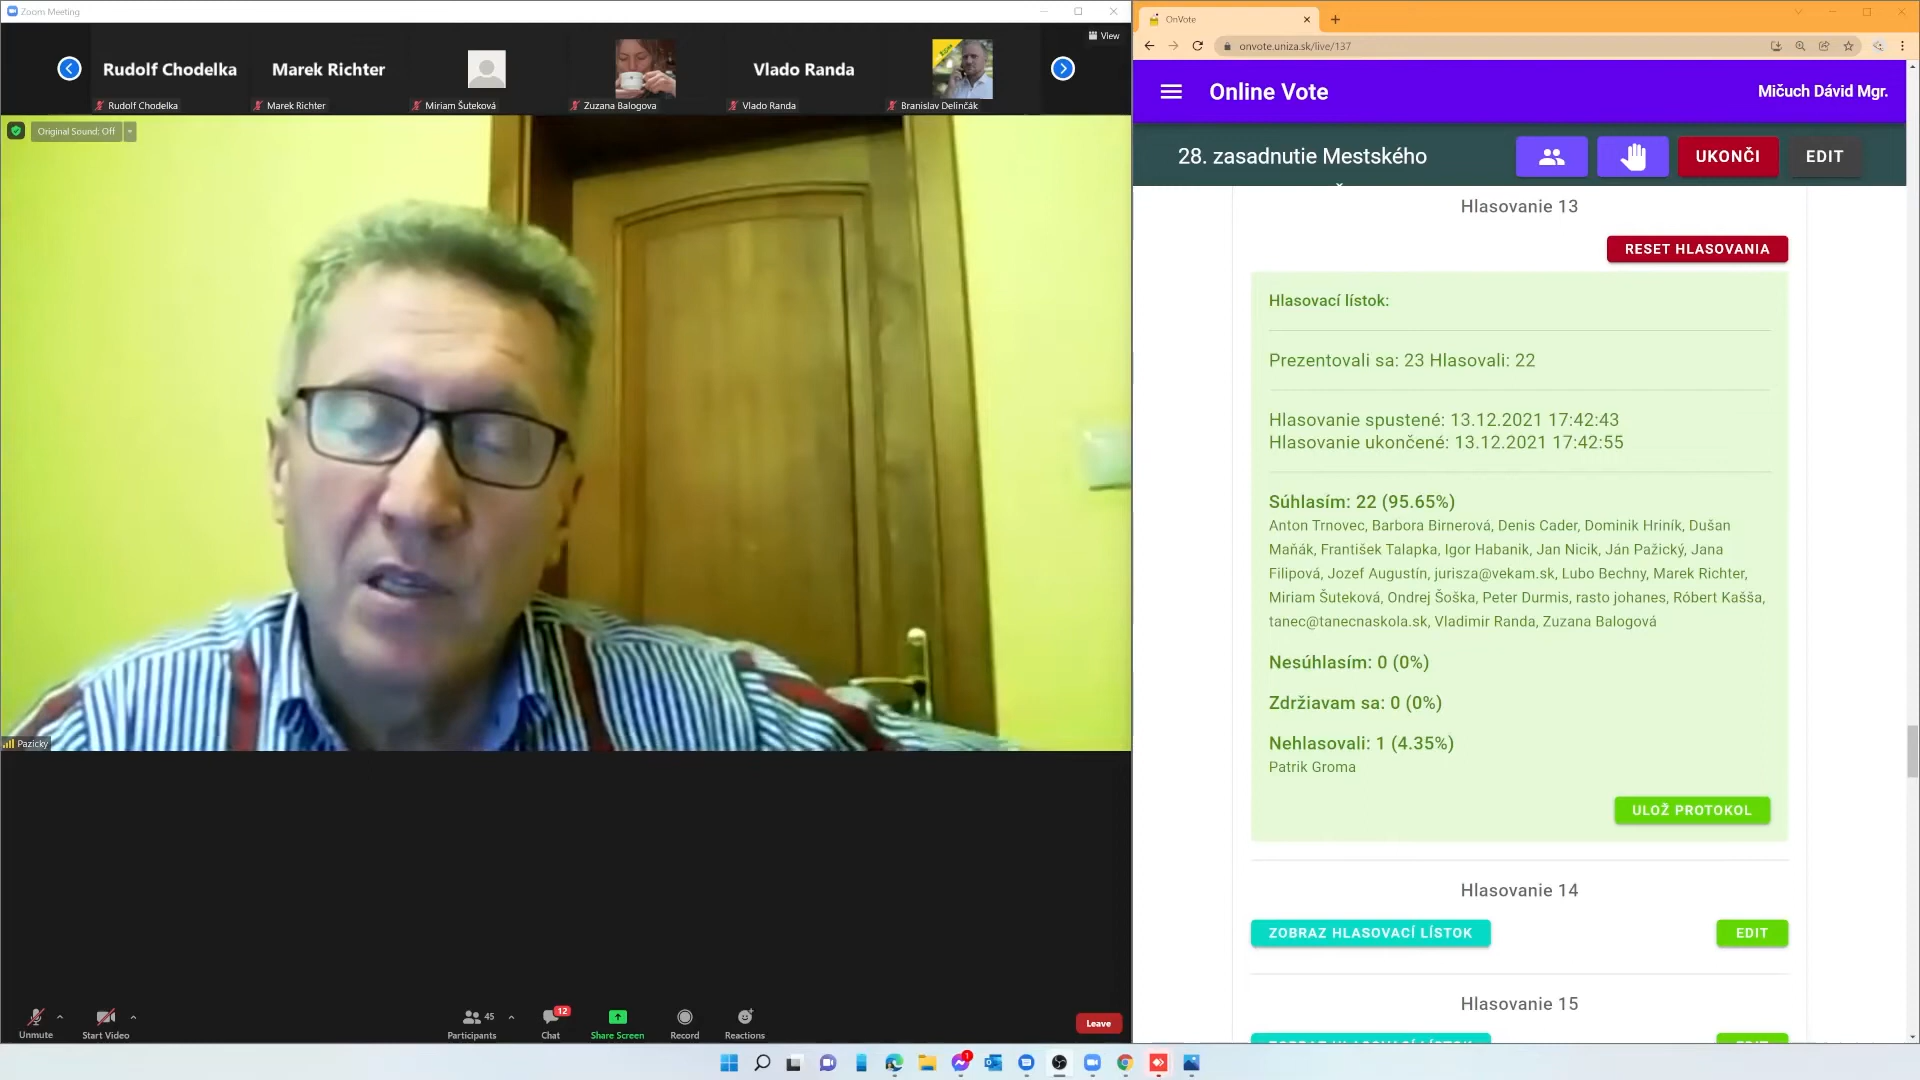 Zoom Meeting
View
Rudolf Chodelka
Marek Richter
Vlado Randa
Rudolf Chodelka
Marek Richter
Miriam Šuteková
Zuzana Balogova
Vlado Randa
Branislav Delinčák
Original Sound: Off
Pazicky
Unmute
Start Video
45
Participants
12
Chat
Share Screen
Record
Reactions
Leave
OnVote
onvote.uniza.sk/live/137
Online Vote
Mičuch Dávid Mgr.
28. zasadnutie Mestského
UKONČI
EDIT
Hlasovanie 13
RESET HLASOVANIA
Hlasovací lístok:
Prezentovali sa: 23 Hlasovali: 22
Hlasovanie spustené: 13.12.2021 17:42:43
Hlasovanie ukončené: 13.12.2021 17:42:55
Súhlasím: 22 (95.65%)
Anton Trnovec, Barbora Birnerová, Denis Cader, Dominik Hriník, Dušan
Maňák, František Talapka, Igor Habanik, Jan Nicik, Ján Pažický, Jana
Filipová, Jozef Augustín, jurisza@vekam.sk, Lubo Bechny, Marek Richter,
Miriam Šuteková, Ondrej Šoška, Peter Durmis, rasto johanes, Róbert Kašša,
tanec@tanecnaskola.sk, Vladimir Randa, Zuzana Balogová
Nesúhlasím: 0 (0%)
Zdržiavam sa: 0 (0%)
Nehlasovali: 1 (4.35%)
Patrik Groma
ULOŽ PROTOKOL
Hlasovanie 14
ZOBRAZ HLASOVACÍ LÍSTOK
EDIT
Hlasovanie 15